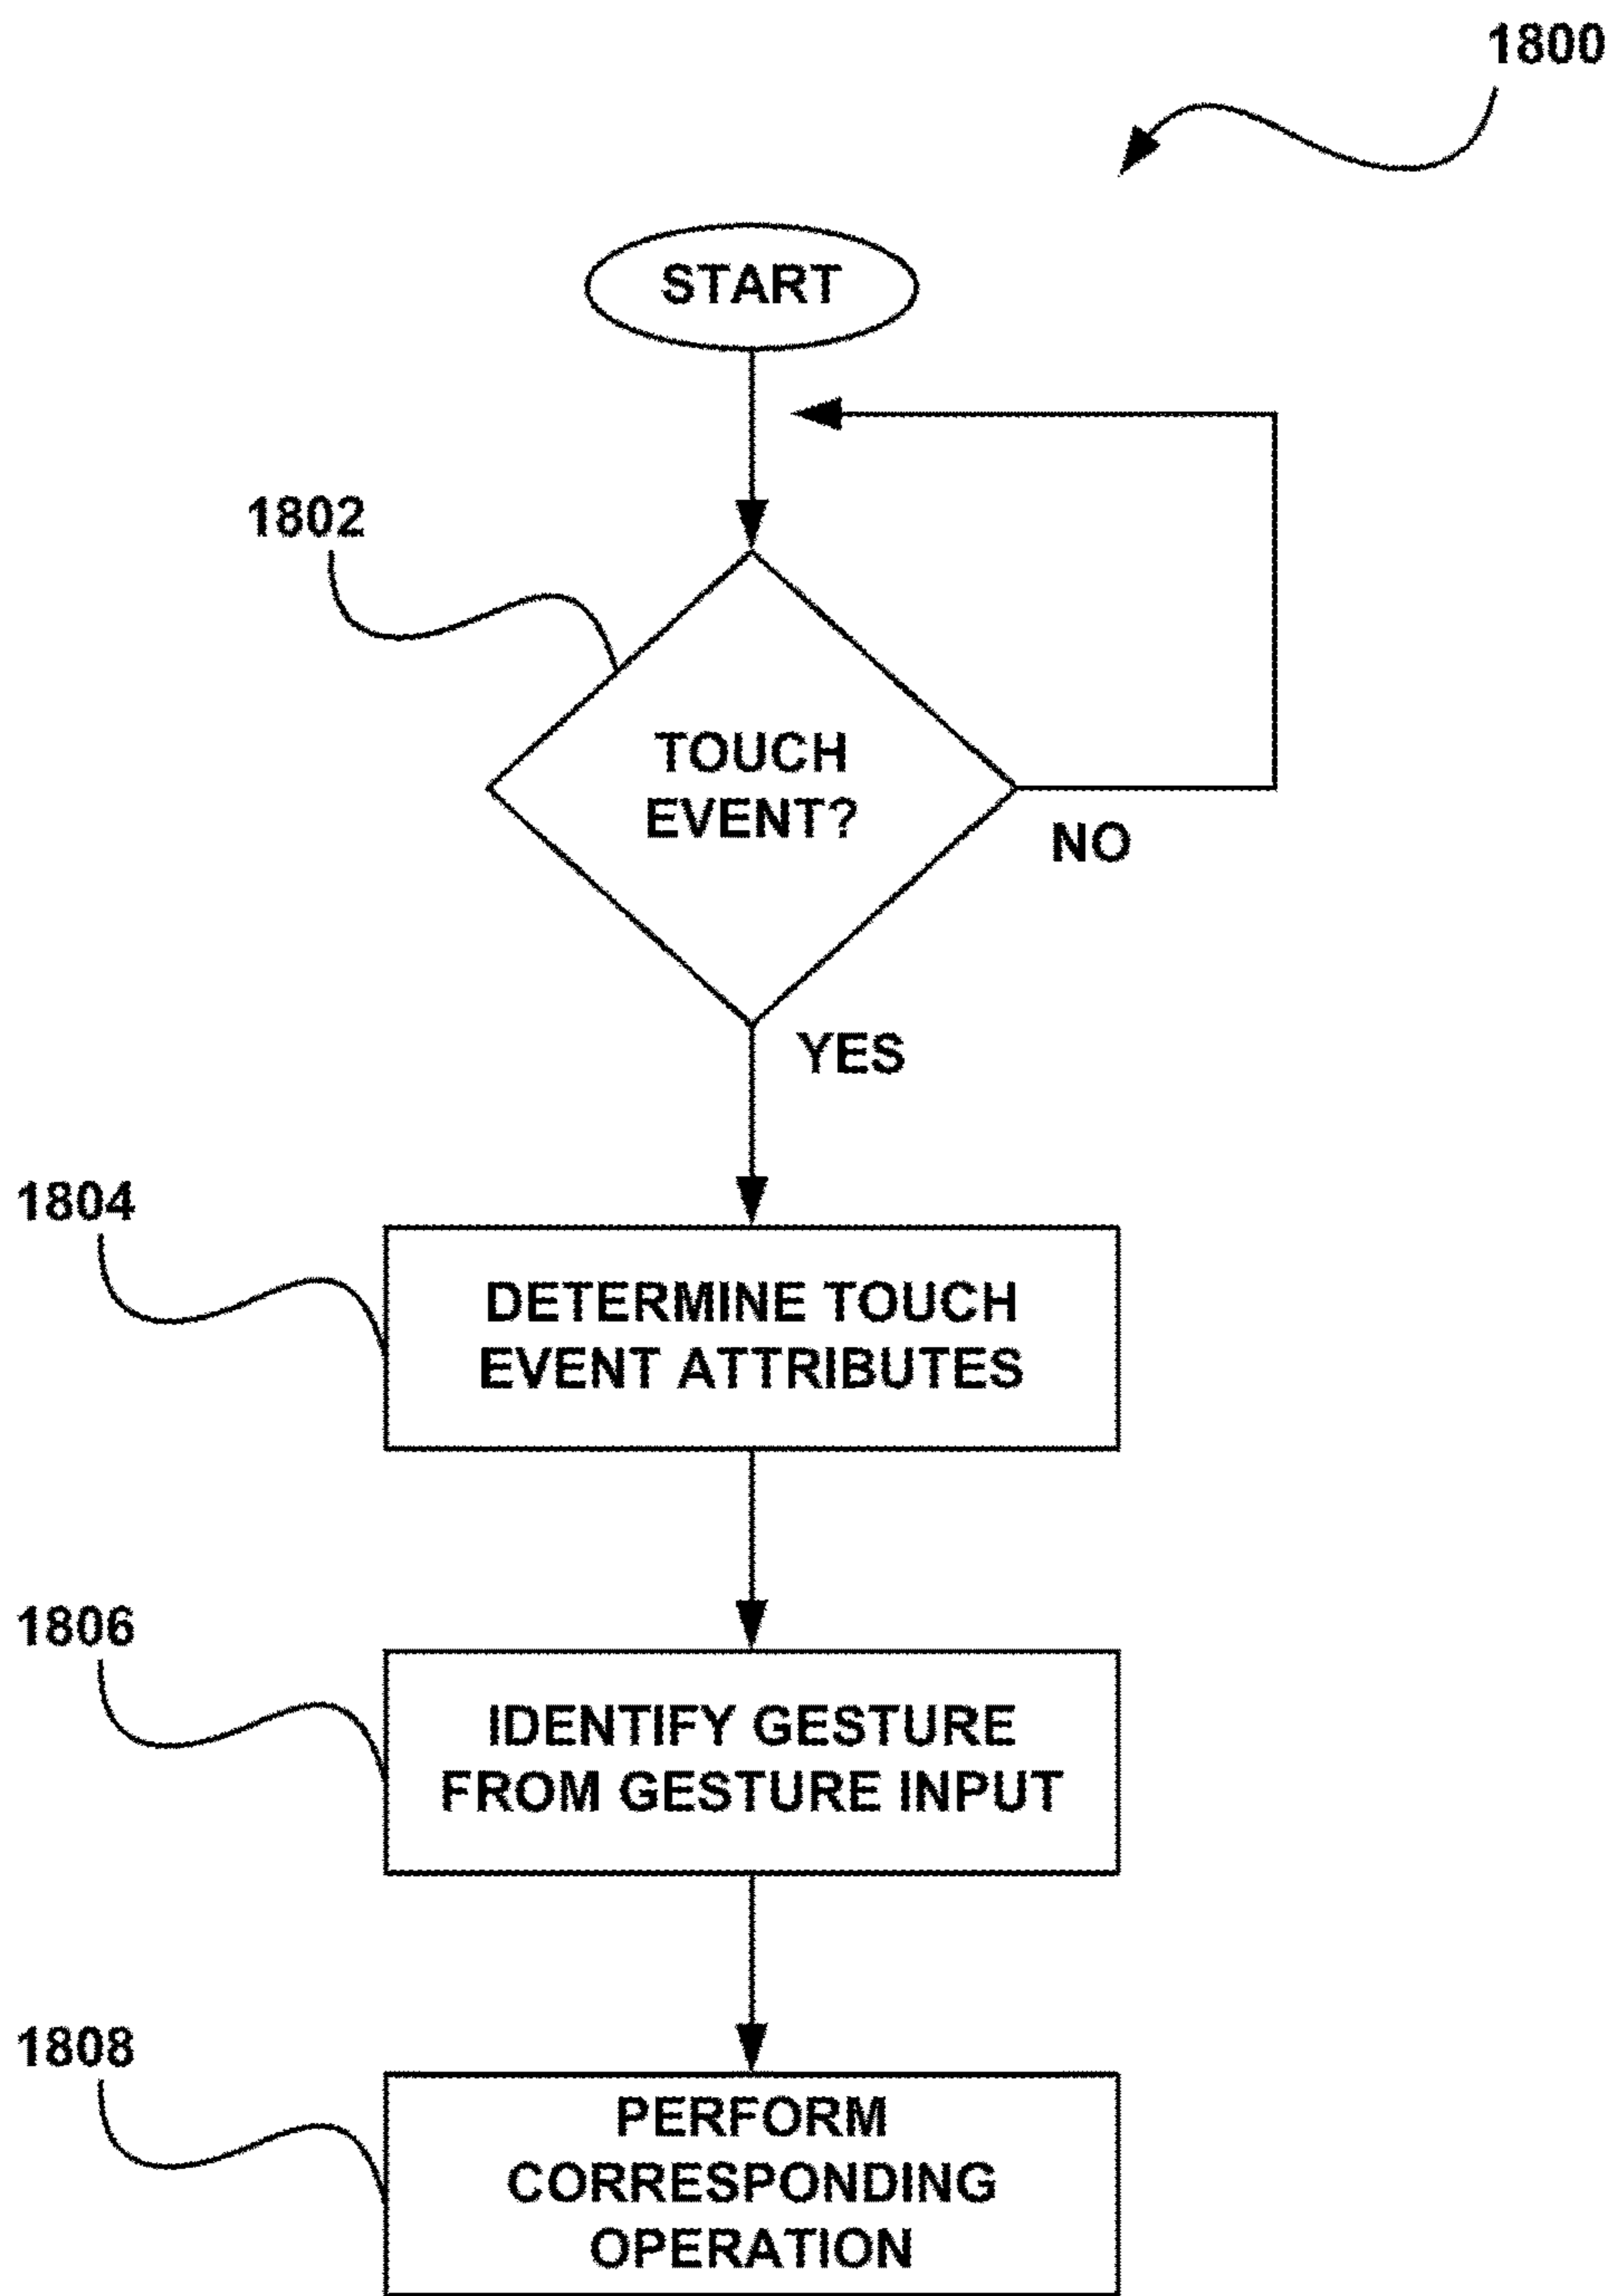 1800
START
1802
TOUCH
EVENT?
NO
YES
1804
DETERMINE TOUCH
EVENT ATTRIBUTES
1806
IDENTIFY GESTURE
FROM GESTURE INPUT
1808
PERFORM
CORRESPONDING
OPERATION